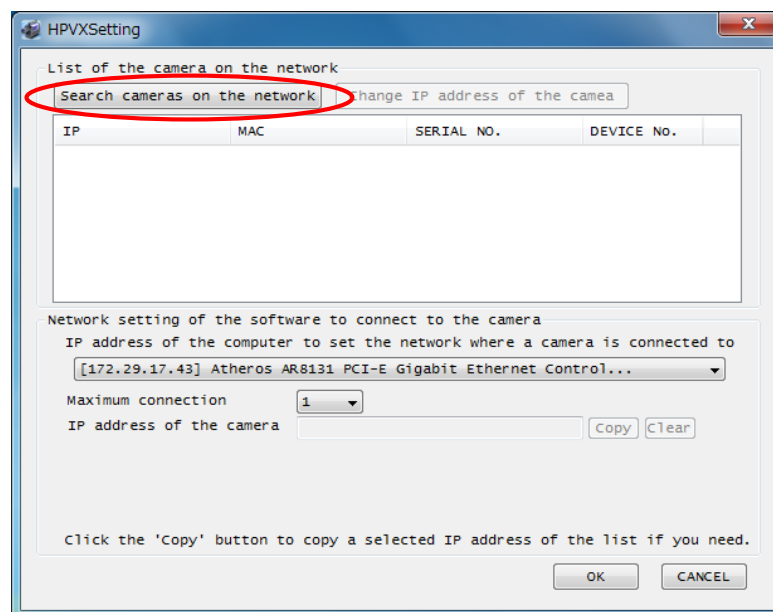 HPVXSetting
List of the camera on the network
Search cameras on the network
Change IP address of the camea
IP MAC SERIAL NO. DEVICE No.
Network setting of the software to connect to the camera
IP address of the computer to set the network where a camera is connected to
[172.29.17.43] Atheros AR8131 PCI-E Gigabit Ethernet Control...
Maximum connection 1
IP address of the camera Copy Clear
Click the 'Copy' button to copy a selected IP address of the list if you need.
OK CANCEL